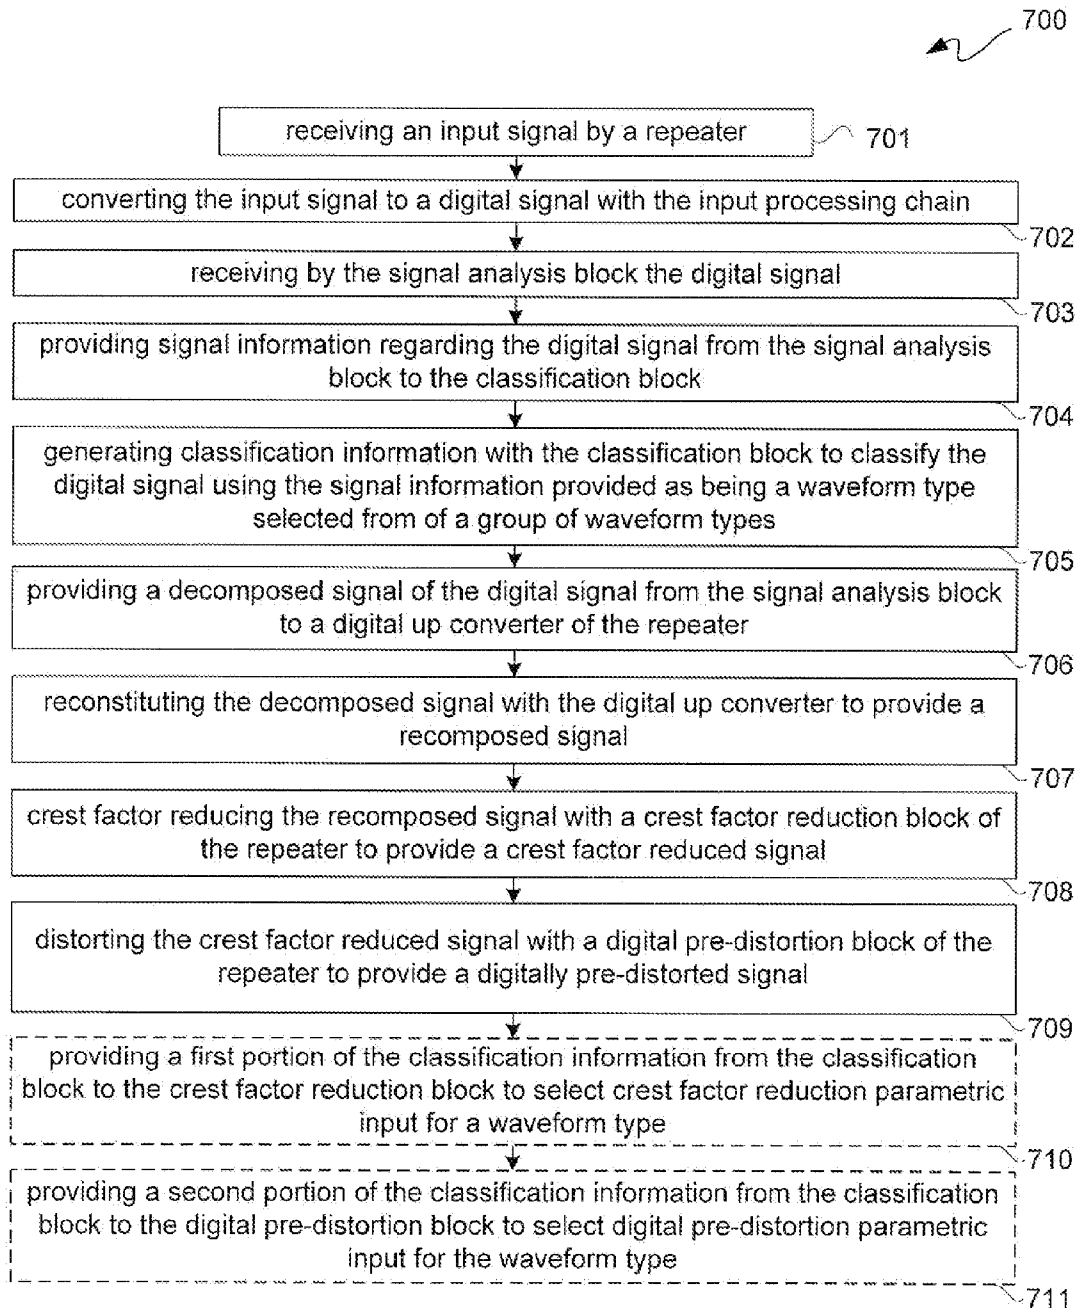 700
receiving an input signal by a repeater
701
converting the input signal to a digital signal with the input processing chain
702
receiving by the signal analysis block the digital signal
703
providing signal information regarding the digital signal from the signal analysis
block to the classification block
704
generating classification information with the classification block to classify the
digital signal using the signal information provided as being a waveform type
selected from of a group of waveform types
705
providing a decomposed signal of the digital signal from the signal analysis block
to a digital up converter of the repeater
706
reconstituting the decomposed signal with the digital up converter to provide a
recomposed signal
707
crest factor reducing the recomposed signal with a crest factor reduction block of
the repeater to provide a crest factor reduced signal
708
distorting the crest factor reduced signal with a digital pre-distortion block of the
repeater to provide a digitally pre-distorted signal
709
providing a first portion of the classification information from the classification
block to the crest factor reduction block to select crest factor reduction parametric
input for a waveform type
710
providing a second portion of the classification information from the classification
block to the digital pre-distortion block to select digital pre-distortion parametric
input for the waveform type
711